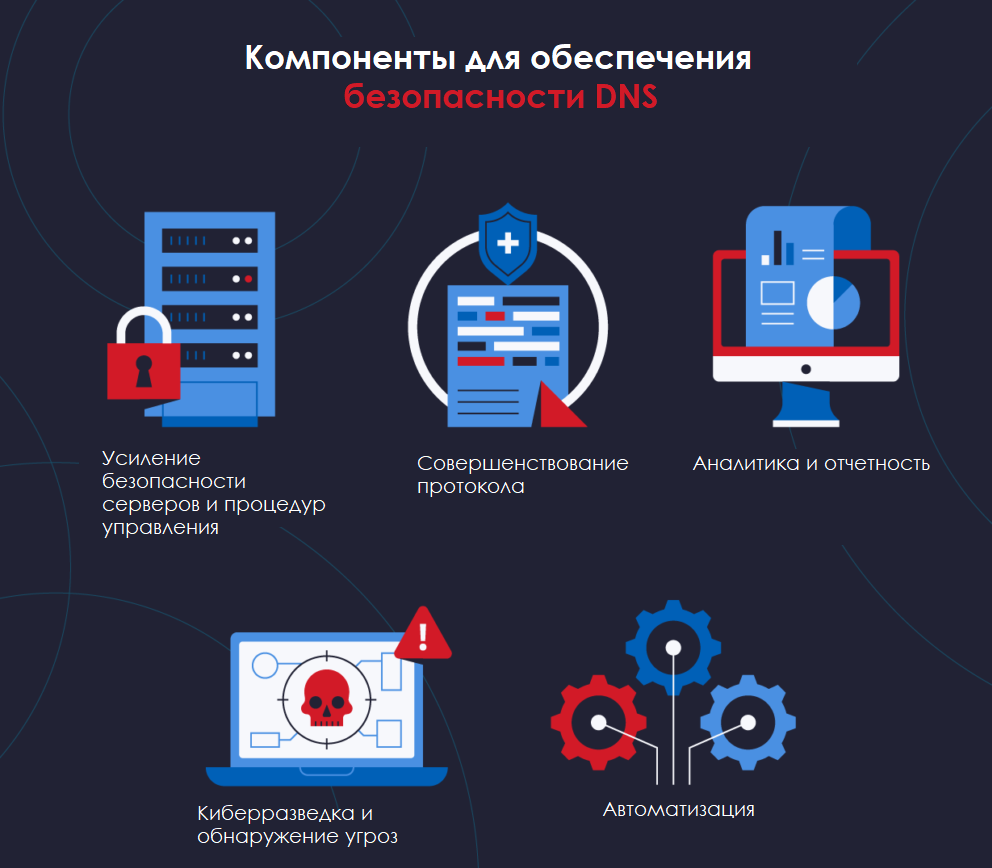 Компоненты для обеспечения
безопасности DNS
Усиление
безопасности
серверов и процедур
управления
Совершенствование
протокола
Аналитика и отчетность
Киберразведка и
обнаружение угроз
Автоматизация